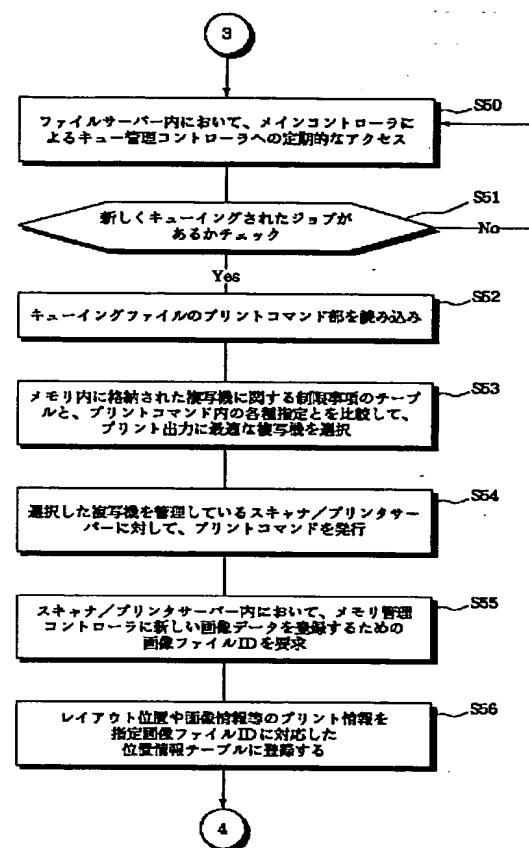 3
S50
ファイルサーバー内において、メインコントローラに
よるキュー管理コントローラへの定期的なアクセス
S51
新しくキューイングされたジョブが
あるかチェック
No
Yes
S52
キューイングファイルのプリントコマンド部を読み込み
S53
メモリ内に格納された複写機に関する制限事項のテーブ
ルと、プリントコマンド内の各種指定とを比較して、
プリント出力に最適な複写機を選択
S54
選択した複写機を管理しているスキャナ／プリンタサー
バーに対して、プリントコマンドを発行
S55
スキャナ／プリンタサーバー内において、メモリ管理
コントローラに新しい画像データを登録するための
画像ファイルIDを要求
S56
レイアウト位置や画像情報等のプリント情報を
指定画像ファイルIDに対応した
位置情報テーブルに登録する
4